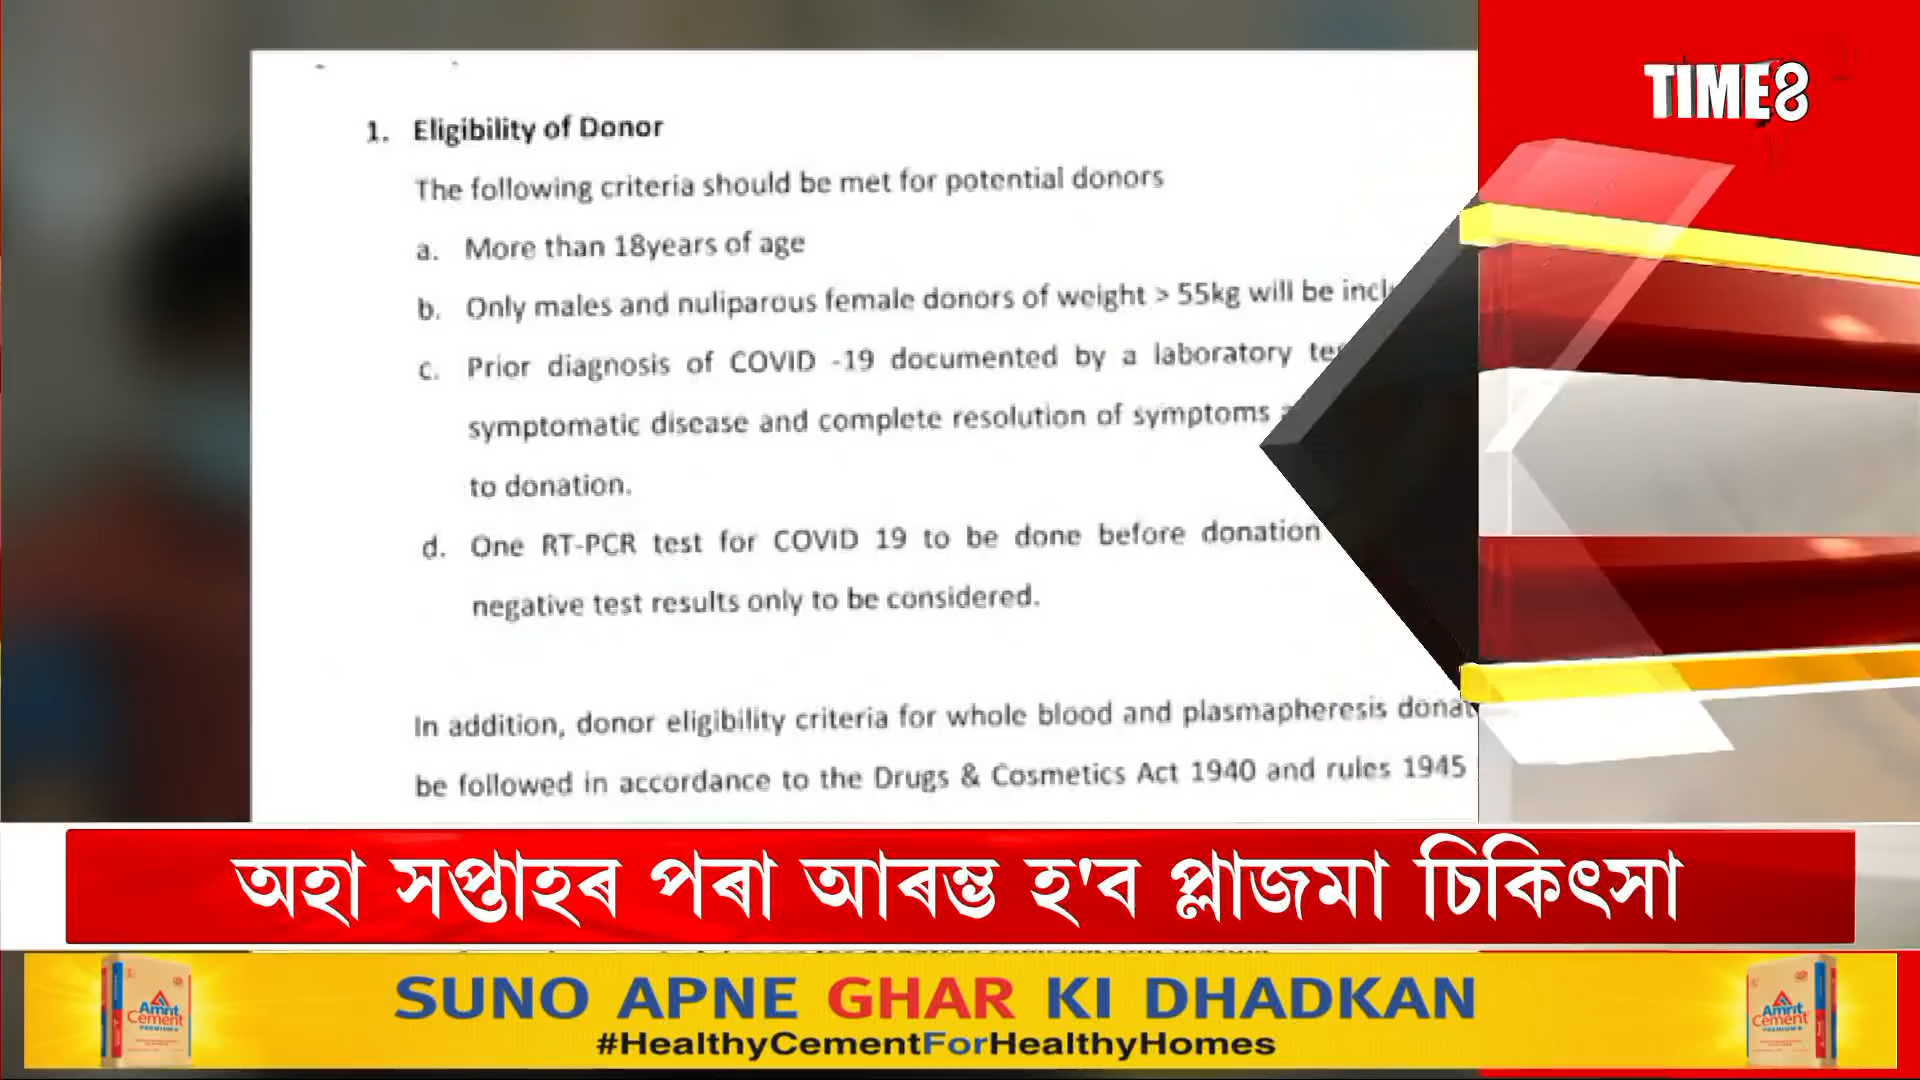 TIME8
1. Eligibility of Donor
The following criteria should be met for potential donors
a. More than 18years of age
b. Only males and nuliparous female donors of weight > 55kg will be
c. Prior diagnosis of COVID -19 documented by a laboratory
symptomatic disease and complete resolution of symptoms
to donation.
d. One RT-PCR test for COVID 19 to be done before donation
negative test results only to be considered.
In addition, donor eligibility criteria for whole blood and plasmapheresis
be followed in accordance to the Drugs & Cosmetics Act 1940 and rules 1945
অহা সপ্তাহৰ পৰা আৰম্ভ হ'ব প্লাজমা চিকিৎসা
SUNO APNE GHAR KI DHADKAN
#HealthyCementForHealthyHomes
Amrit
Cement
PREMIUM
Amrit
Cement
PREMIUM